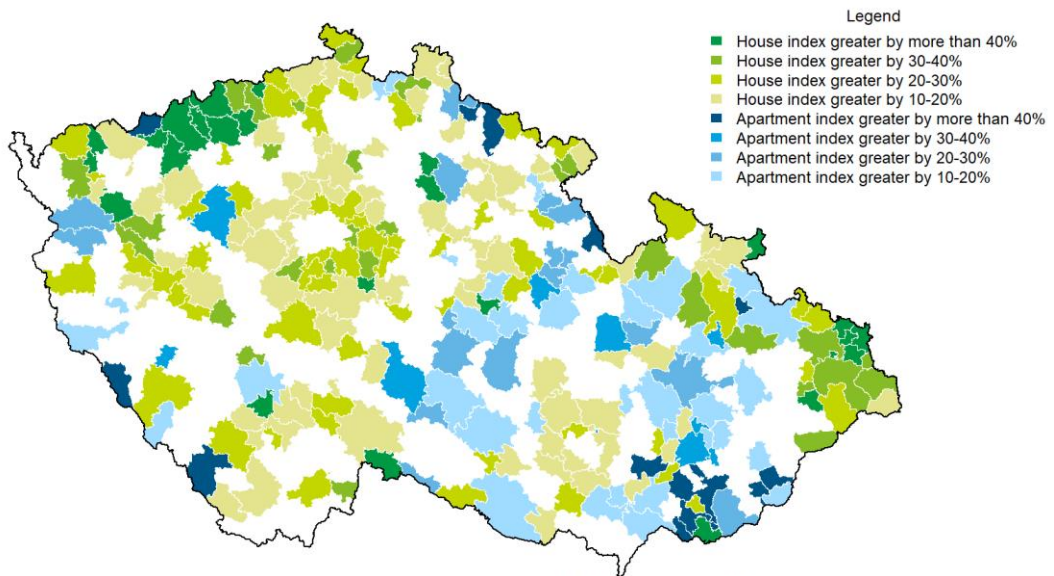 Legend
House index greater by more than 40%
House index greater by 30-40%
House index greater by 20-30%
House index greater by 10-20%
Apartment index greater by more than 40%
Apartment index greater by 30-40%
Apartment index greater by 20-30%
Apartment index greater by 10-20%